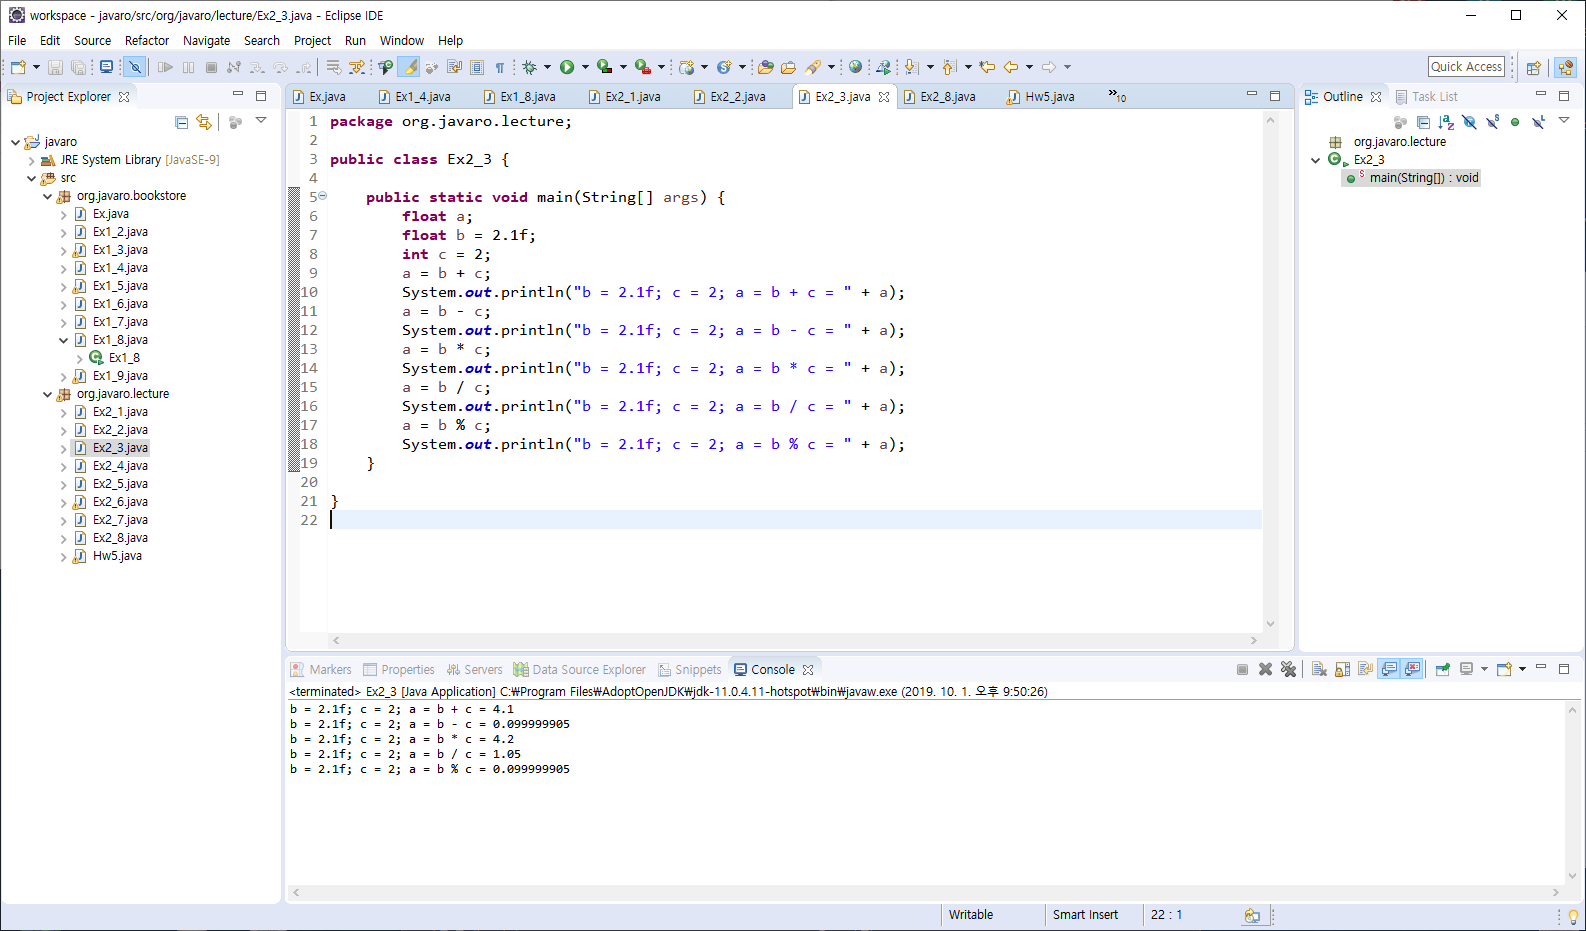 workspace - javaro/src/org/javaro/lecture/Ex2_3.java - Eclipse IDE
File Edit Source Refactor Navigate Search Project Run Window Help
Quick Access
Project Explorer
javaro
JRE System Library [JavaSE-9]
src
org.javaro.bookstore
Ex.java
Ex1_2.java
Ex1_3.java
Ex1_4.java
Ex1_5.java
Ex1_6.java
Ex1_7.java
Ex1_8.java
Ex1_8
Ex1_9.java
org.javaro.lecture
Ex2_1.java
Ex2_2.java
Ex2_3.java
Ex2_4.java
Ex2_5.java
Ex2_6.java
Ex2_7.java
Ex2_8.java
Hw5.java
Ex.java Ex1_4.java Ex1_8.java Ex2_1.java Ex2_2.java Ex2_3.java Ex2_8.java Hw5.java »10
1 package org.javaro.lecture;
2
3 public class Ex2_3 {
4
5     public static void main(String[] args) {
6         float a;
7         float b = 2.1f;
8         int c = 2;
9         a = b + c;
10         System.out.println("b = 2.1f; c = 2; a = b + c = " + a);
11         a = b - c;
12         System.out.println("b = 2.1f; c = 2; a = b - c = " + a);
13         a = b * c;
14         System.out.println("b = 2.1f; c = 2; a = b * c = " + a);
15         a = b / c;
16         System.out.println("b = 2.1f; c = 2; a = b / c = " + a);
17         a = b % c;
18         System.out.println("b = 2.1f; c = 2; a = b % c = " + a);
19     }
20
21 }
22
Outline Task List
org.javaro.lecture
Ex2_3
main(String[]) : void
Markers Properties Servers Data Source Explorer Snippets Console
<terminated> Ex2_3 [Java Application] C:₩Program Files₩AdoptOpenJDK₩jdk-11.0.4.11-hotspot₩bin₩javaw.exe (2019. 10. 1. 오후 9:50:26)
b = 2.1f; c = 2; a = b + c = 4.1
b = 2.1f; c = 2; a = b - c = 0.099999905
b = 2.1f; c = 2; a = b * c = 4.2
b = 2.1f; c = 2; a = b / c = 1.05
b = 2.1f; c = 2; a = b % c = 0.099999905
Writable Smart Insert 22 : 1